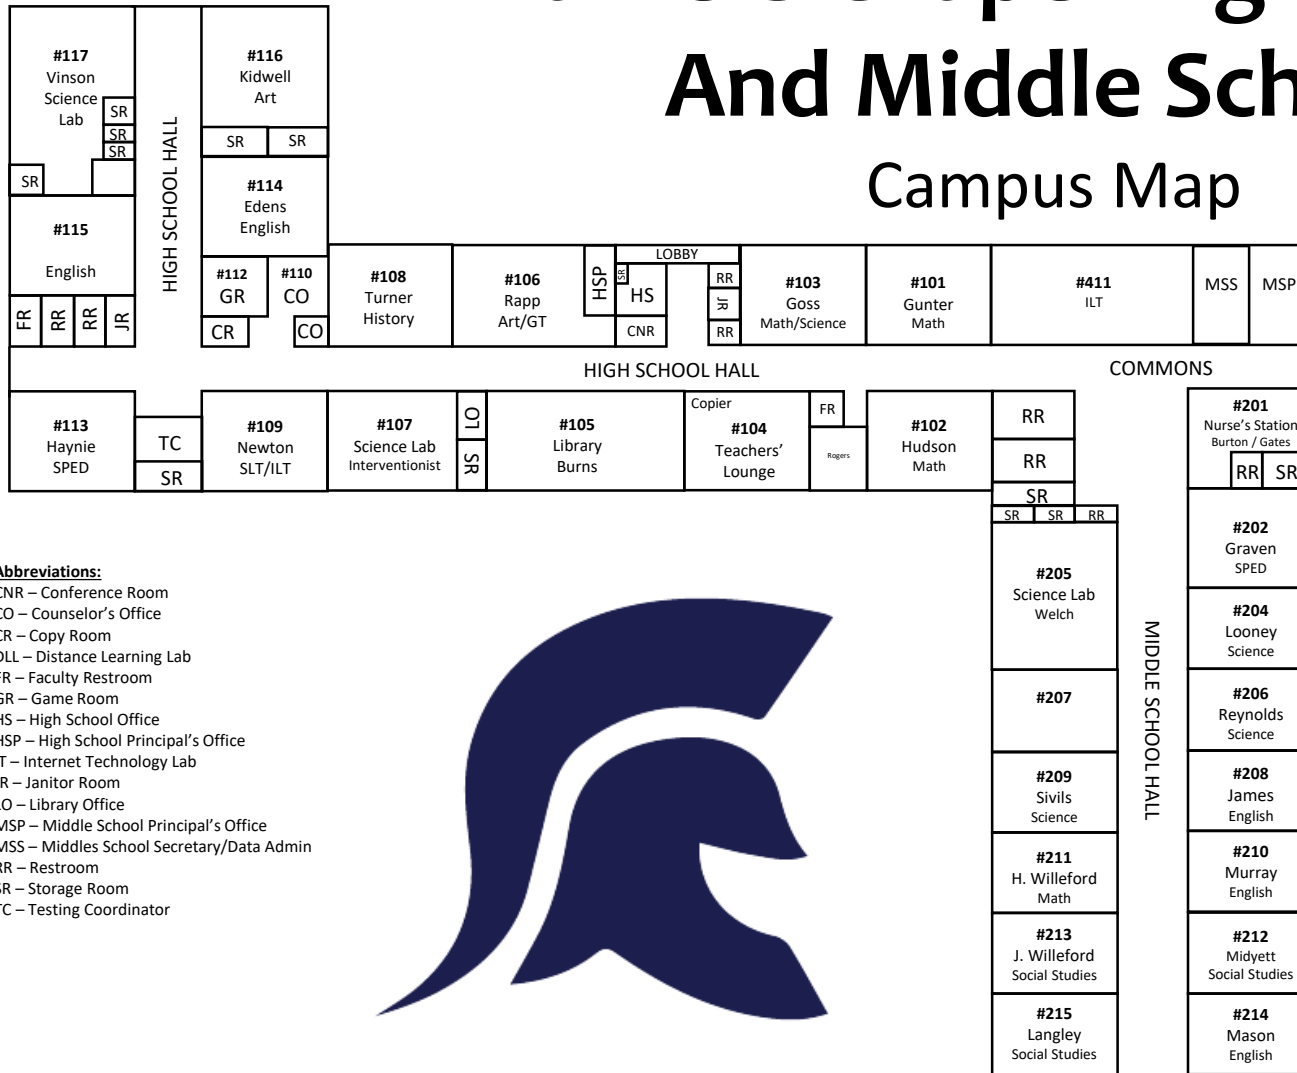 And Middle Sch
Campus Map
#117
Vinson
Science
Lab
SR
SR
SR
SR
HIGH SCHOOL HALL
#116
Kidwell
Art
SR
SR
#114
Edens
English
#115
English
FR
RR
RR
JR
#112
GR
#110
CO
CR
CO
#108
Turner
History
#106
Rapp
Art/GT
HSP
LOBBY
SR
HS
CNR
RR
JR
RR
#103
Goss
Math/Science
#101
Gunter
Math
#411
ILT
MSS
MSP
HIGH SCHOOL HALL
COMMONS
#113
Haynie
SPED
TC
SR
#109
Newton
SLT/ILT
#107
Science Lab
Interventionist
LO
SR
#105
Library
Burns
Copier
#104
Teachers'
Lounge
FR
Rogers
#102
Hudson
Math
RR
RR
SR
SR
SR
RR
#201
Nurse's Station
Burton / Gates
RR
SR
#202
Graven
SPED
#205
Science Lab
Welch
#204
Looney
Science
MIDDLE SCHOOL HALL
#207
#206
Reynolds
Science
#209
Sivils
Science
#208
James
English
#211
H. Willeford
Math
#210
Murray
English
#213
J. Willeford
Social Studies
#212
Midyett
Social Studies
#215
Langley
Social Studies
#214
Mason
English
Abbreviations:
CNR – Conference Room
CO – Counselor's Office
CR – Copy Room
DLL – Distance Learning Lab
FR – Faculty Restroom
GR – Game Room
HS – High School Office
HSP – High School Principal's Office
IT – Internet Technology Lab
JR – Janitor Room
LO – Library Office
MSP – Middle School Principal's Office
MSS – Middles School Secretary/Data Admin
RR – Restroom
SR – Storage Room
TC – Testing Coordinator